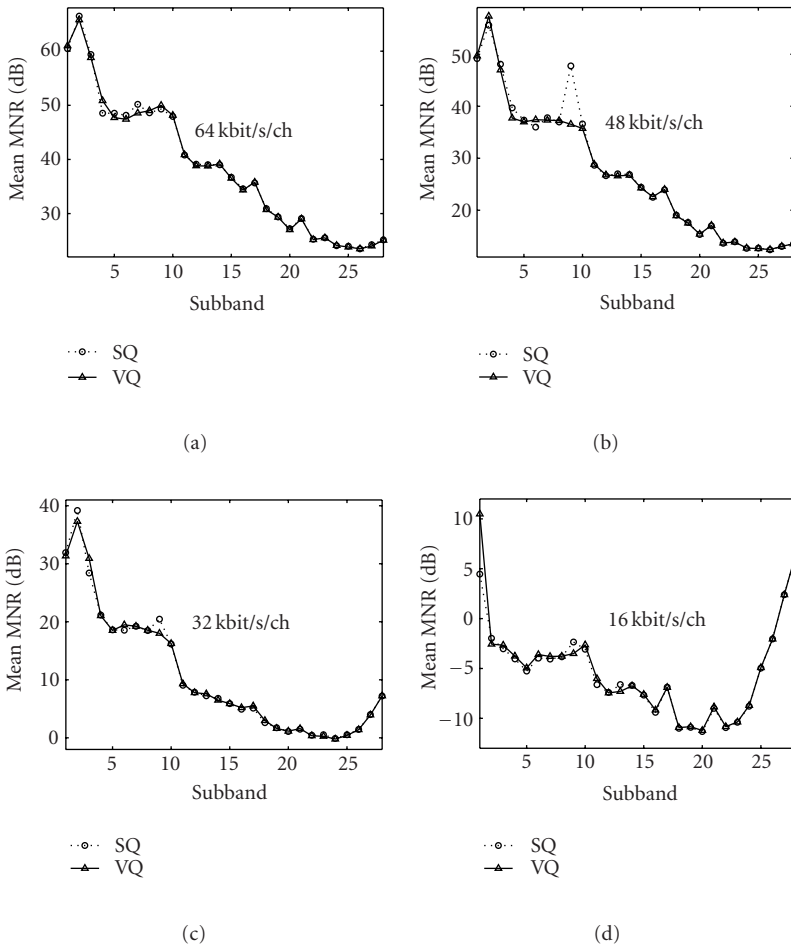 60
50
40
30
Mean MNR (dB)
64 kbit/s/ch
5 10 15 20 25
Subband
SQ
VQ
(a)
50
40
30
20
Mean MNR (dB)
48 kbit/s/ch
5 10 15 20 25
Subband
SQ
VQ
(b)
40
30
20
10
0
Mean MNR (dB)
32 kbit/s/ch
5 10 15 20 25
Subband
SQ
VQ
(c)
10
5
0
−5
−10
Mean MNR (dB)
16 kbit/s/ch
5 10 15 20 25
Subband
SQ
VQ
(d)